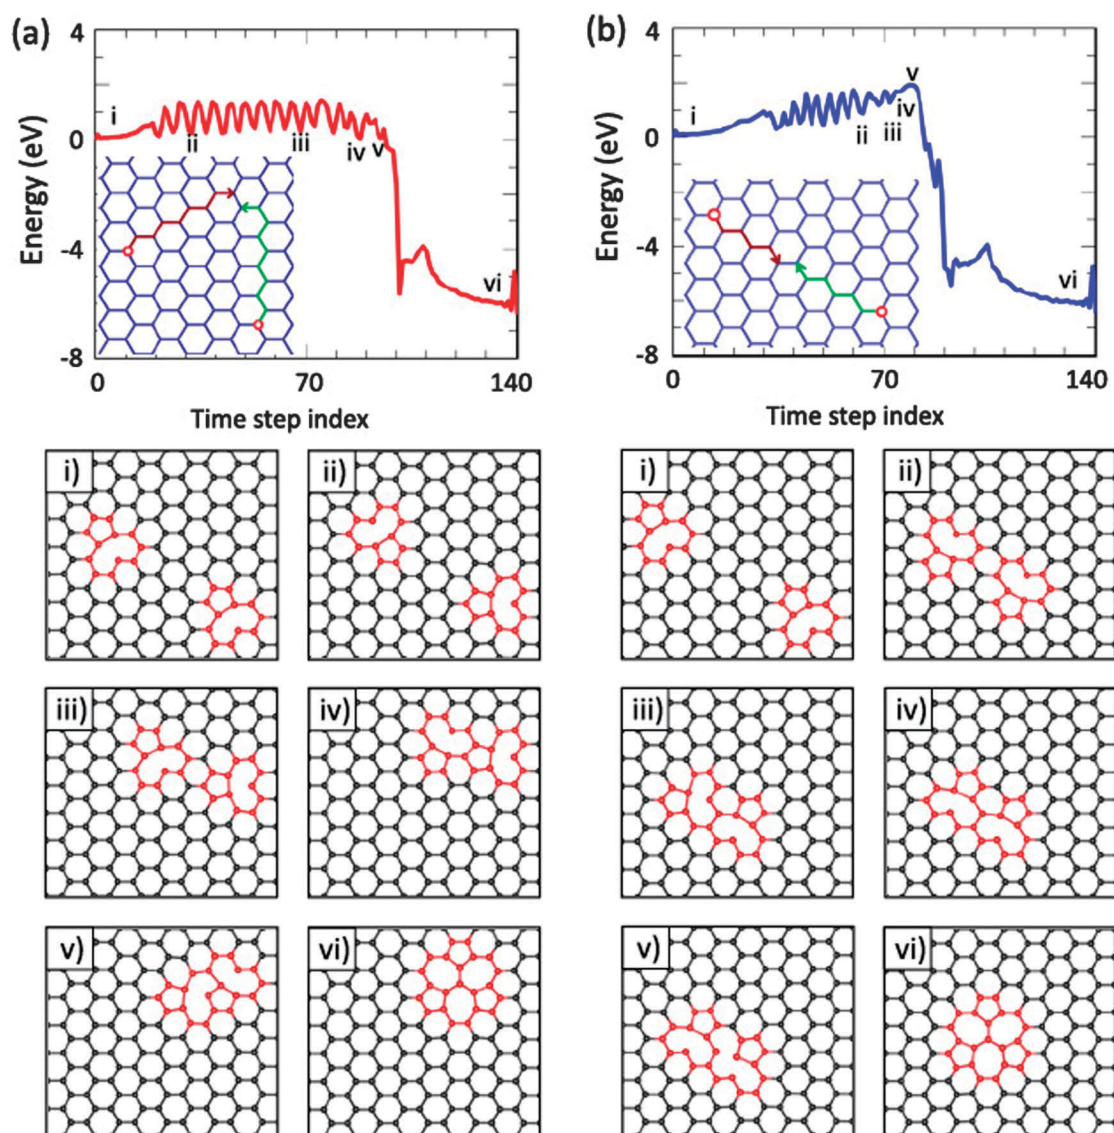 (a)
4
0
-4
-8
Energy (eV)
i
ii
iii
iv
v
vi
0
70
140
Time step index
(b)
4
0
-4
-8
Energy (eV)
i
ii
iii
iv
v
vi
0
70
140
Time step index
i)
ii)
i)
ii)
iii)
iv)
iii)
iv)
v)
vi)
v)
vi)